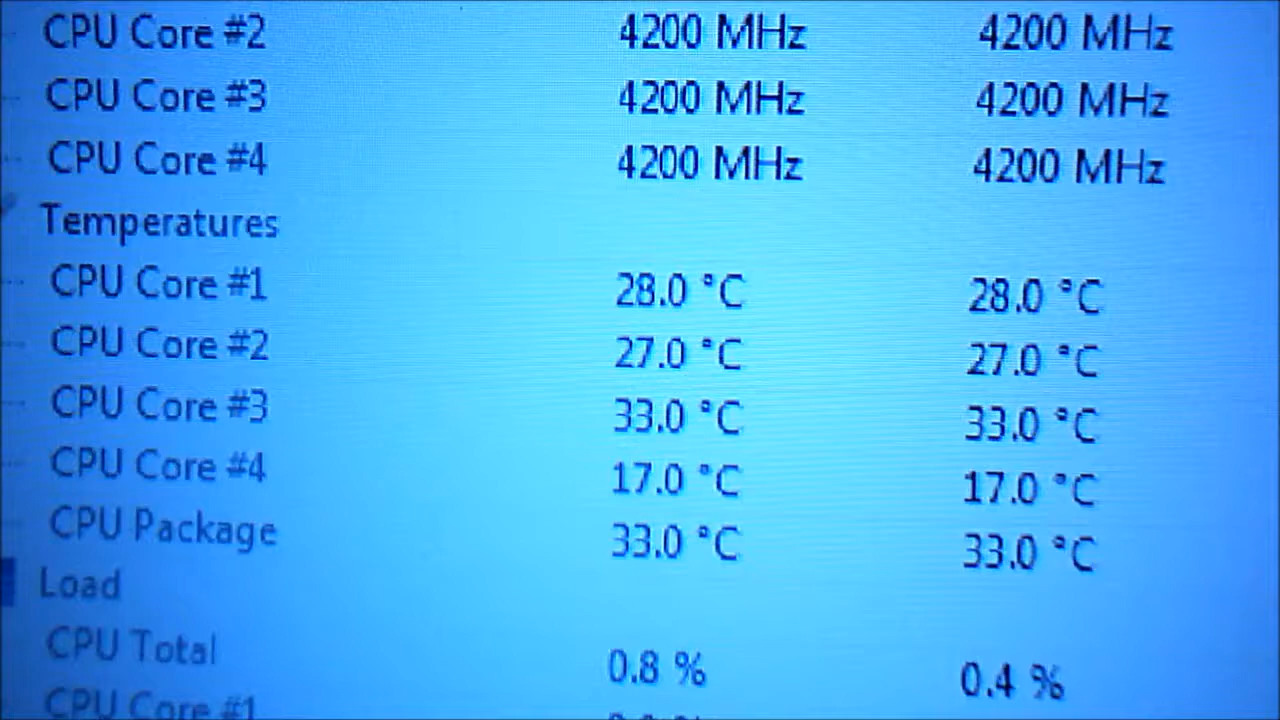 CPU Core #2 4200 MHz 4200 MHz
CPU Core #3 4200 MHz 4200 MHz
CPU Core #4 4200 MHz 4200 MHz
Temperatures
CPU Core #1 28.0 °C 28.0 °C
CPU Core #2 27.0 °C 27.0 °C
CPU Core #3 33.0 °C 33.0 °C
CPU Core #4 17.0 °C 17.0 °C
CPU Package 33.0 °C 33.0 °C
Load
CPU Total 0.8 % 0.4 %
CPU Core #1